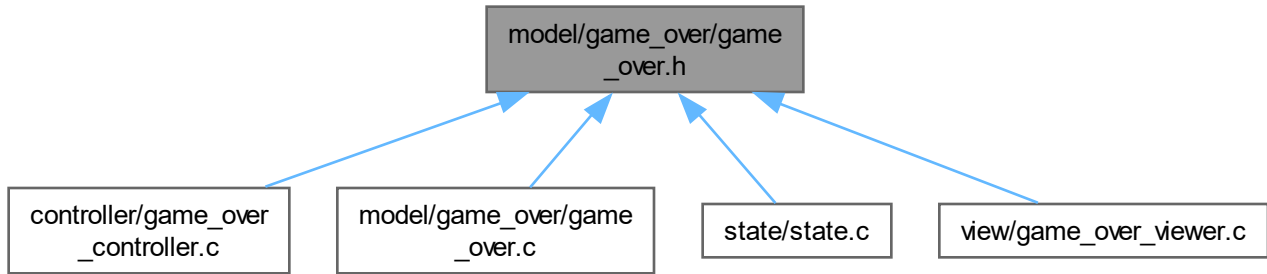 model/game_over/game
_over.h
controller/game_over
_controller.c
model/game_over/game
_over.c
state/state.c
view/game_over_viewer.c